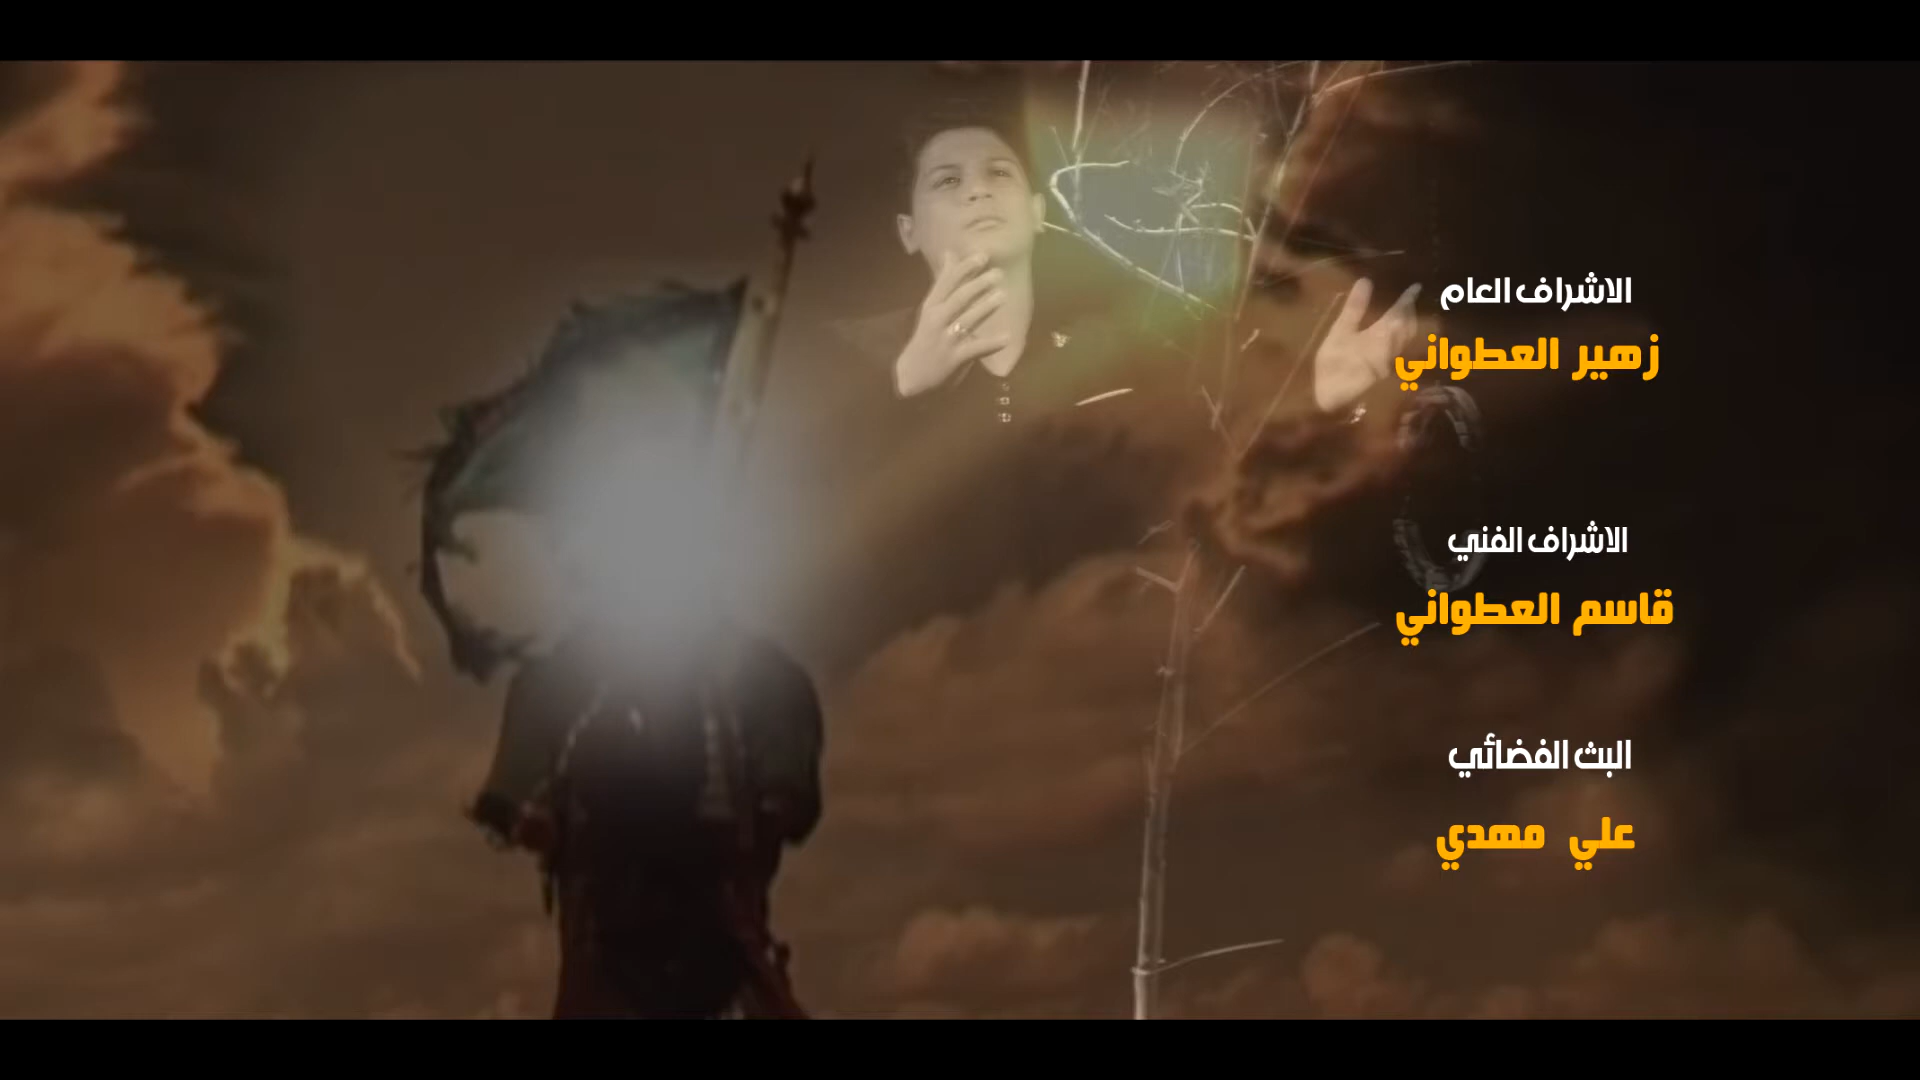 الاشراف العام
زهير العطواني
الاشراف الفني
قاسم العطواني
البث الفضائي
علي مهدي